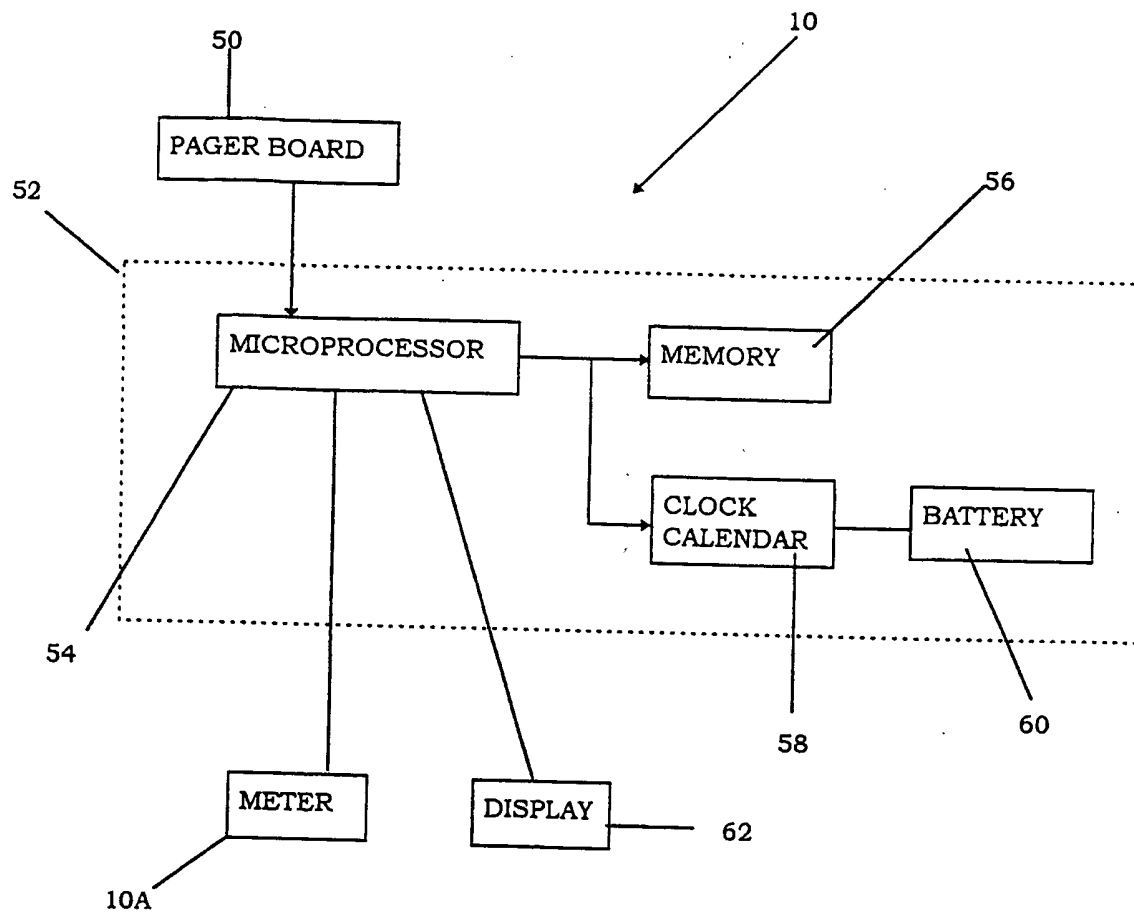 50
10
PAGER BOARD
52
56
MICROPROCESSOR
MEMORY
CLOCK
CALENDAR
BATTERY
54
58
60
METER
DISPLAY
62
10A